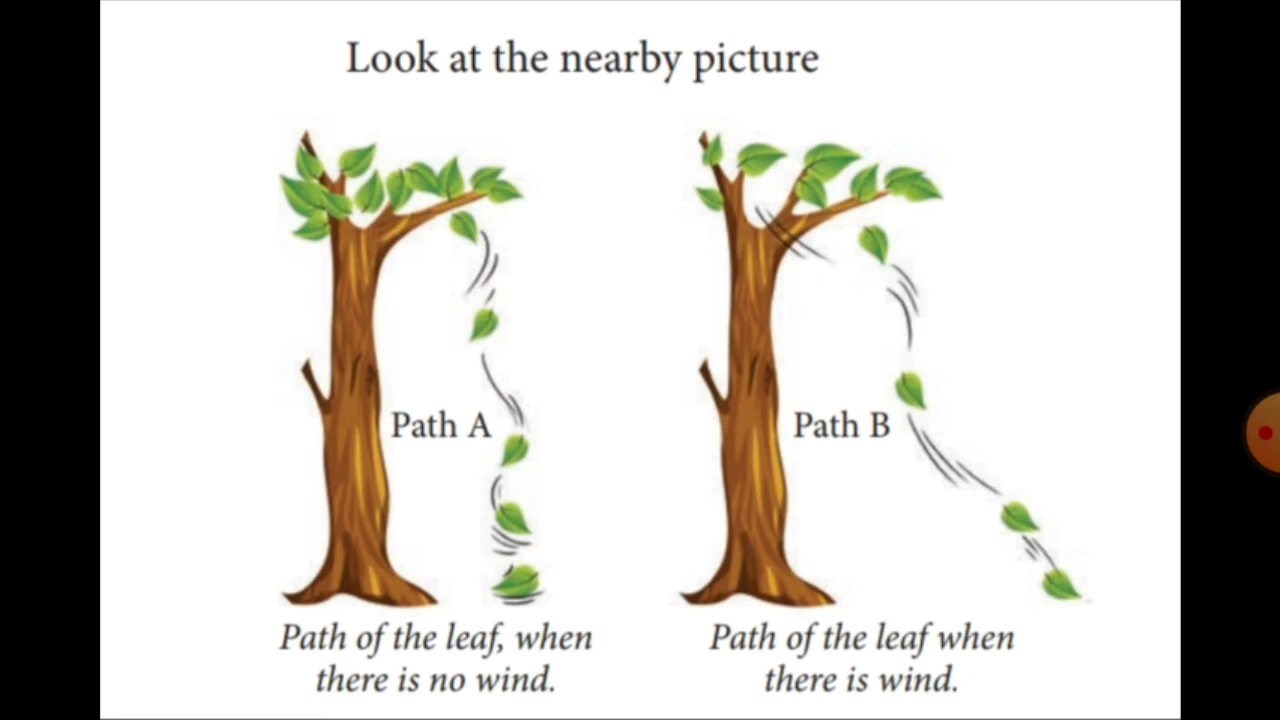 Look at the nearby picture
Path A
Path B
Path of the leaf, when
there is no wind.
Path of the leaf when
there is wind.